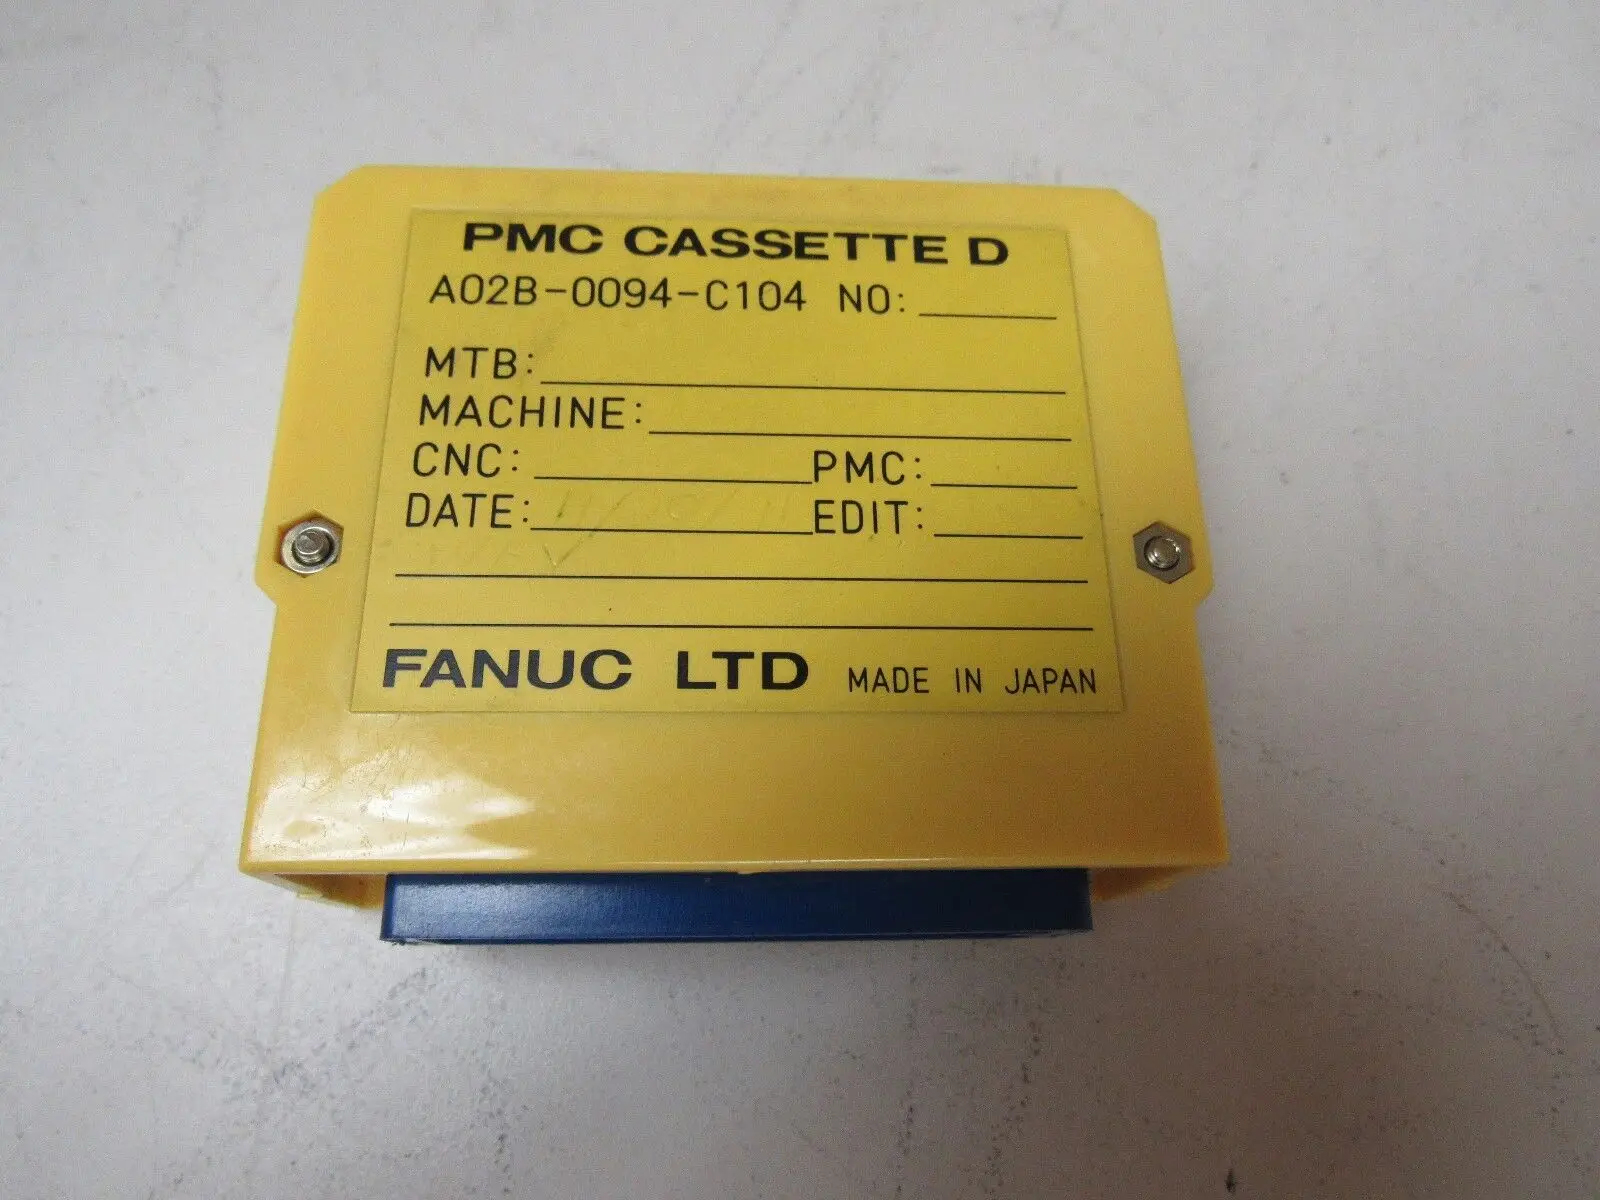 PMC CASSETTE D
A02B-0094-C104 NO:
MTB:
MACHINE:
CNC: PMC:
DATE: EDIT:
FANUC LTD MADE IN JAPAN